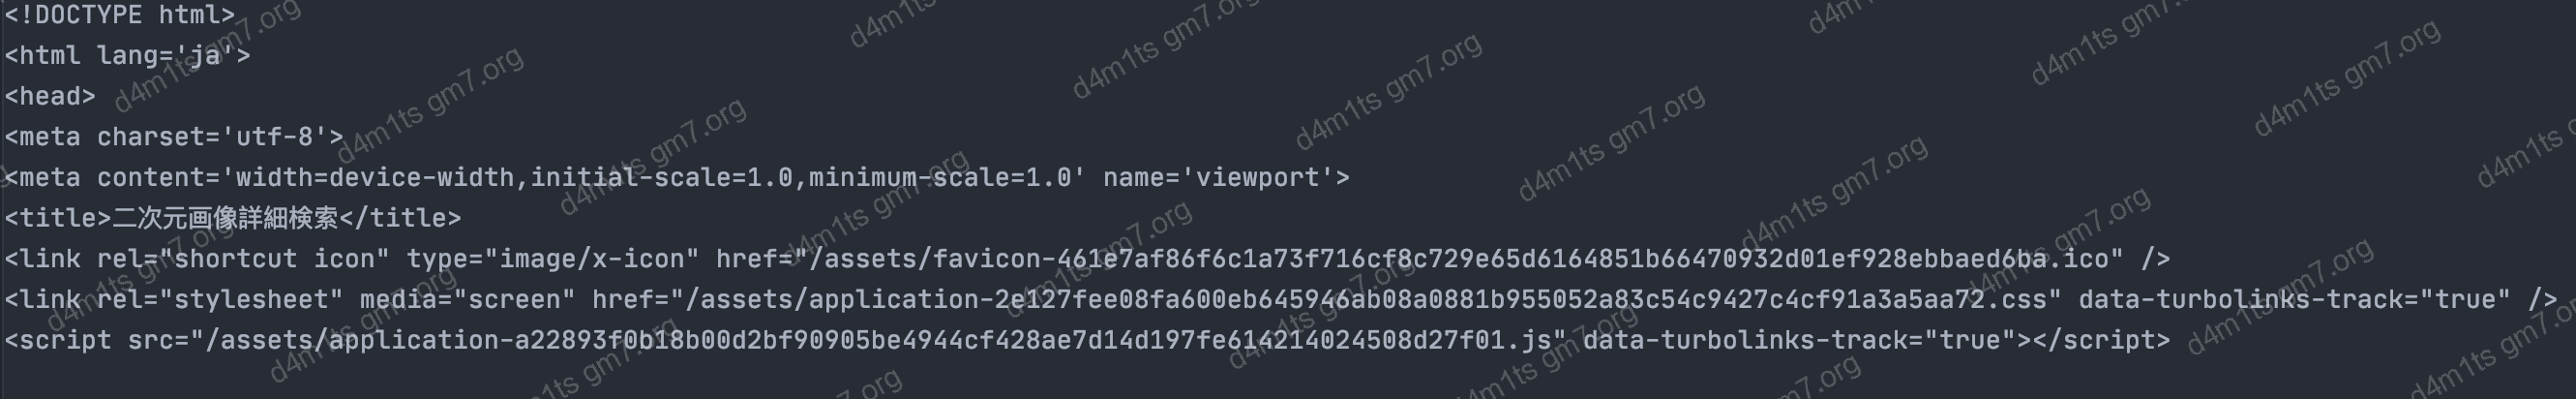 <!DOCTYPE html>
<html lang='ja'>
<head>
<meta charset='utf-8'>
<meta content='width=device-width,initial-scale=1.0,minimum-scale=1.0' name='viewport'>
<title>二次元画像詳細検索</title>
<link rel="shortcut icon" type="image/x-icon" href="/assets/favicon-461e7af86f6c1a73f716cf8c729e65d6164851b66470932d01ef928ebbaed6ba.ico" />
<link rel="stylesheet" media="screen" href="/assets/application-2e127fee08fa600eb645946ab08a0881b955052a83c54c9427c4cf91a3a5aa72.css" data-turbolinks-track="true" />
<script src="/assets/application-a22893f0b18b00d2bf90905be4944cf428ae7d14d197fe614214024508d27f01.js" data-turbolinks-track="true"></script>
d4m1ts gm7.org